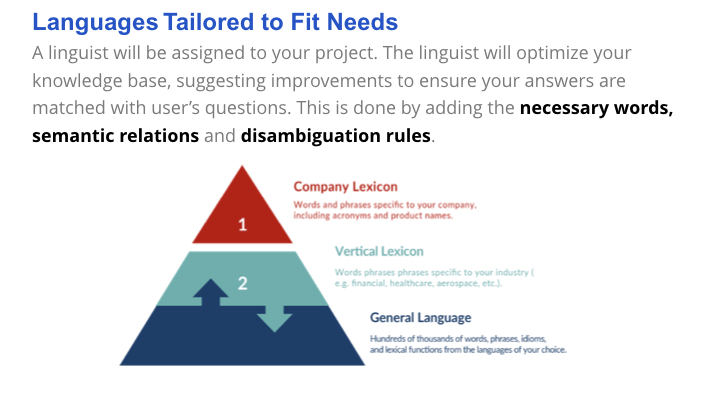 Languages Tailored to Fit Needs
A linguist will be assigned to your project. The linguist will optimize your
knowledge base, suggesting improvements to ensure your answers are
matched with user’s questions. This is done by adding the necessary words,
semantic relations and disambiguation rules.
Company Lexicon
Words and phrases specific to your company,
including acronyms and product names.
1
Vertical Lexicon
Words phrases phrases specific to your industry (
e.g. financial, healthcare, aerospace, etc.).
2
General Language
Hundreds of thousands of words, phrases, idioms,
and lexical functions from the languages of your choice.